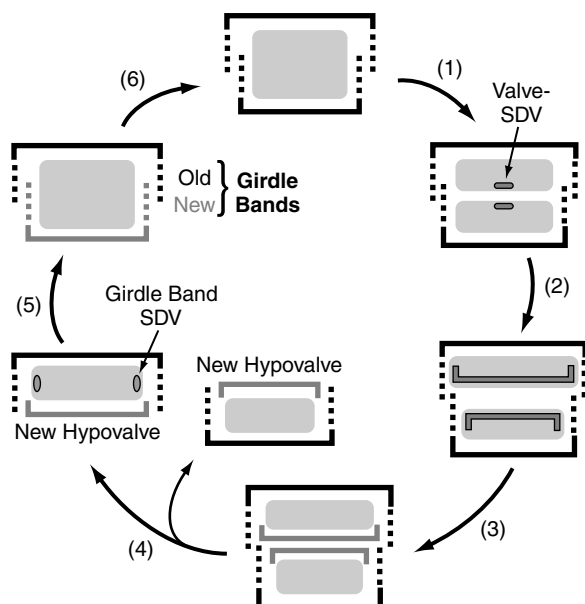 (1)
Valve-
SDV
(2)
(3)
New Hypovalve
(4)
Girdle Band
SDV
New Hypovalve
(5)
Old
New
} Girdle
Bands
(6)